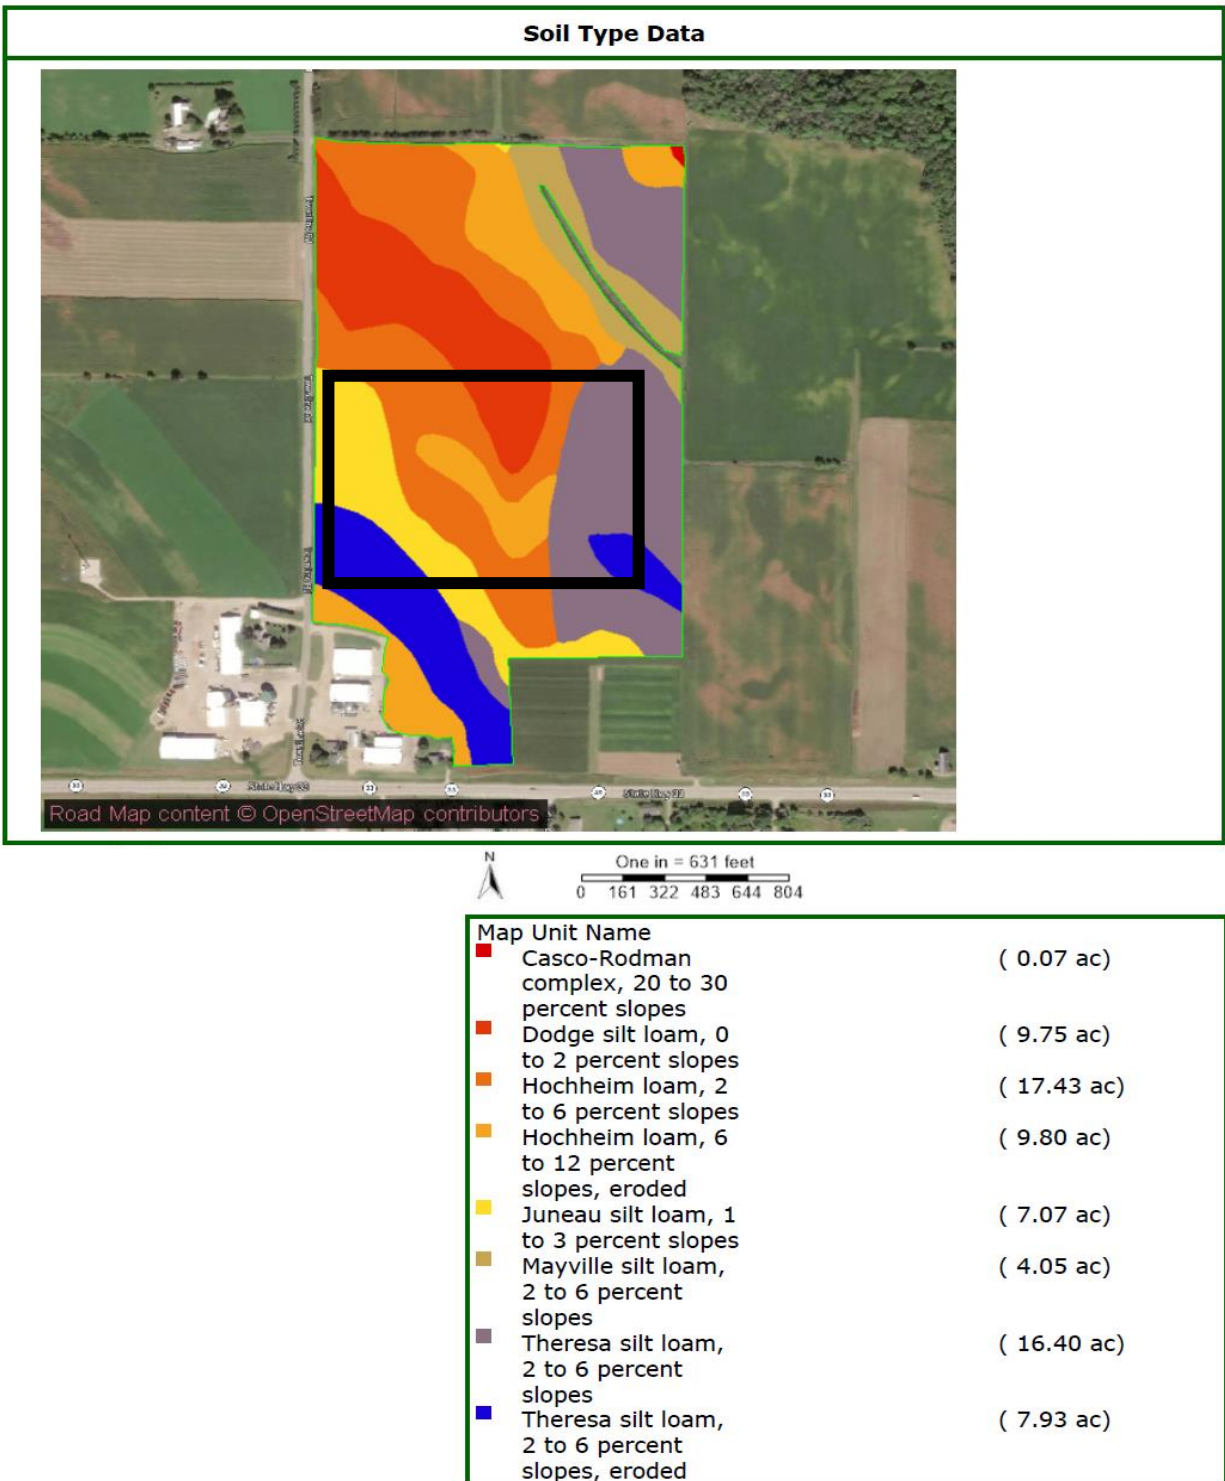 Soil Type Data
Road Map content © OpenStreetMap contributors
N
One in = 631 feet
0 161 322 483 644 804
Map Unit Name
Casco-Rodman ( 0.07 ac)
complex, 20 to 30
percent slopes
Dodge silt loam, 0 ( 9.75 ac)
to 2 percent slopes
Hochheim loam, 2 ( 17.43 ac)
to 6 percent slopes
Hochheim loam, 6 ( 9.80 ac)
to 12 percent
slopes, eroded
Juneau silt loam, 1 ( 7.07 ac)
to 3 percent slopes
Mayville silt loam, ( 4.05 ac)
2 to 6 percent
slopes
Theresa silt loam, ( 16.40 ac)
2 to 6 percent
slopes
Theresa silt loam, ( 7.93 ac)
2 to 6 percent
slopes, eroded